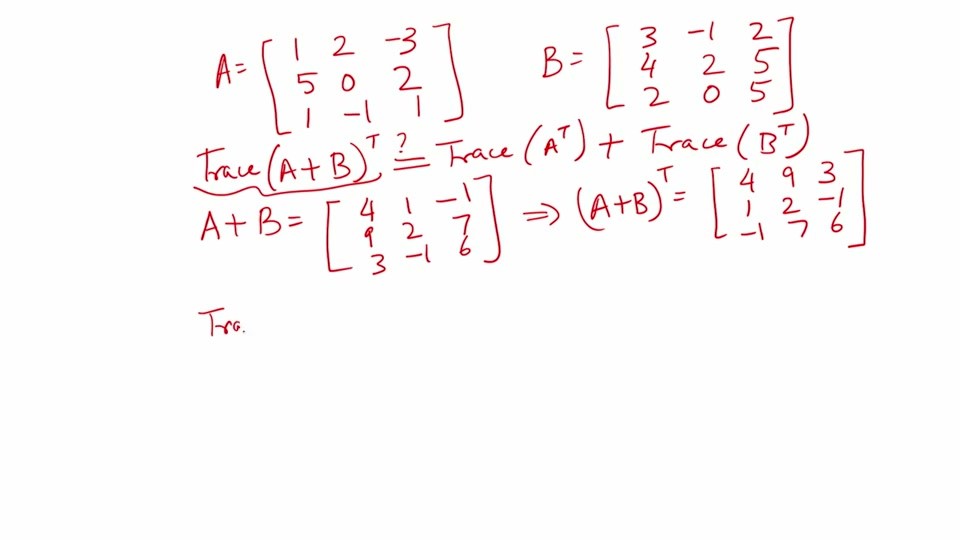 A = [ 1 2 -3 B = [ 3 -1 2
5 0 2 4 2 5
1 -1 1 ] 2 0 5 ]
Trace(A+B)ᵀ ?= Trace(Aᵀ) + Trace(Bᵀ)
A+B = [ 4 1 -1 ⇒ (A+B)ᵀ = [ 4 9 3
9 2 7 1 2 -1
3 -1 6 ] -1 7 6 ]
Tra.